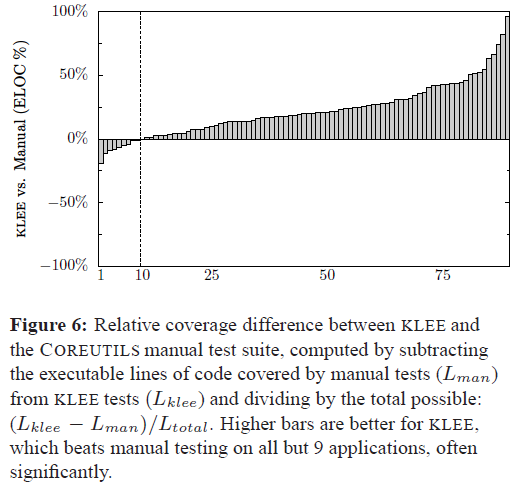 100%
50%
0%
−50%
−100%
KLEE vs. Manual (ELOC %)
1 10 25 50 75
Figure 6: Relative coverage difference between KLEE and
the COREUTILS manual test suite, computed by subtracting
the executable lines of code covered by manual tests (Lman)
from KLEE tests (Lklee) and dividing by the total possible:
(Lklee − Lman)/Ltotal. Higher bars are better for KLEE,
which beats manual testing on all but 9 applications, often
significantly.